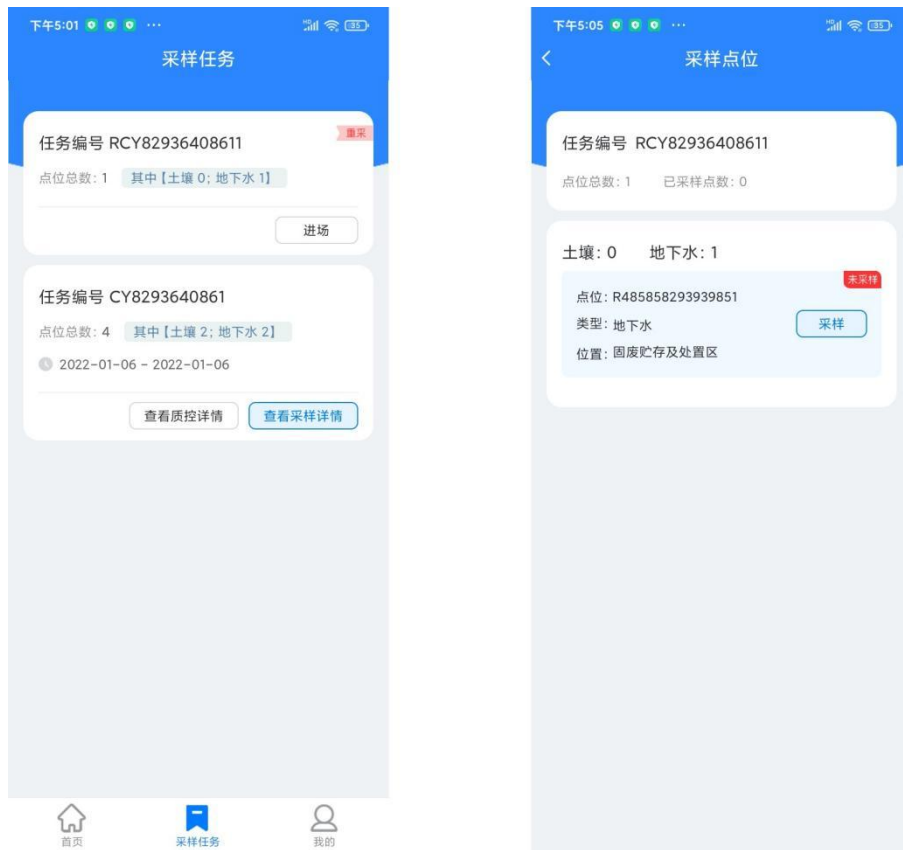 下午5:01 ··· HD 35
采样任务
任务编号 RCY82936408611 重采
点位总数: 1 其中【土壤 0; 地下水 1】
进场
任务编号 CY8293640861
点位总数: 4 其中【土壤 2; 地下水 2】
2022-01-06 - 2022-01-06
查看质控详情 查看采样详情
首页 采样任务 我的
下午5:05 ··· HD 35
采样点位
任务编号 RCY82936408611
点位总数: 1 已采样点数: 0
土壤: 0 地下水: 1
未采样
点位: R485858293939851
类型: 地下水 采样
位置: 固废贮存及处置区